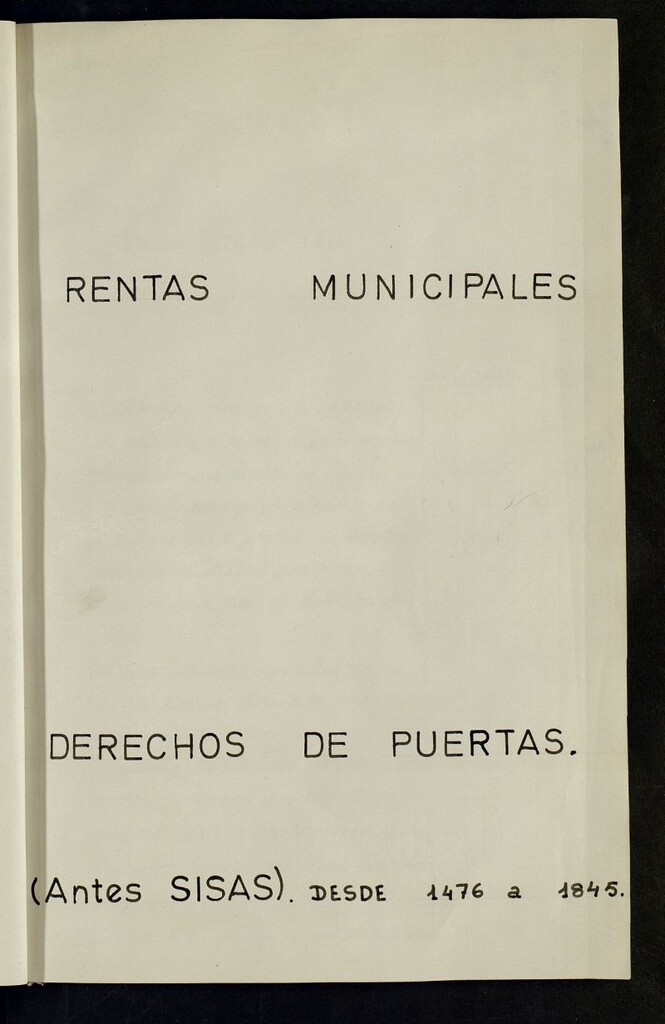 RENTAS MUNICIPALES
DERECHOS DE PUERTAS.
(Antes SISAS). DESDE 1476 a 1845.